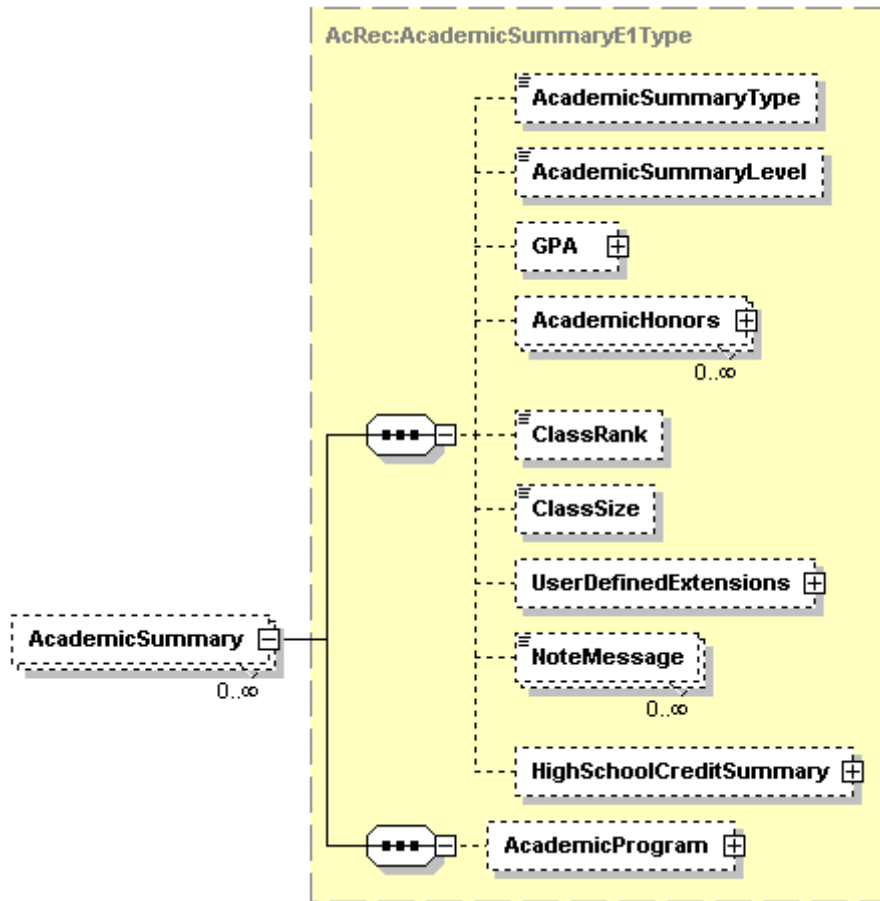 AcRec:AcademicSummaryE1Type
AcademicSummaryType
AcademicSummaryLevel
GPA
AcademicHonors
0..∞
ClassRank
ClassSize
UserDefinedExtensions
AcademicSummary
0..∞
NoteMessage
0..∞
HighSchoolCreditSummary
AcademicProgram